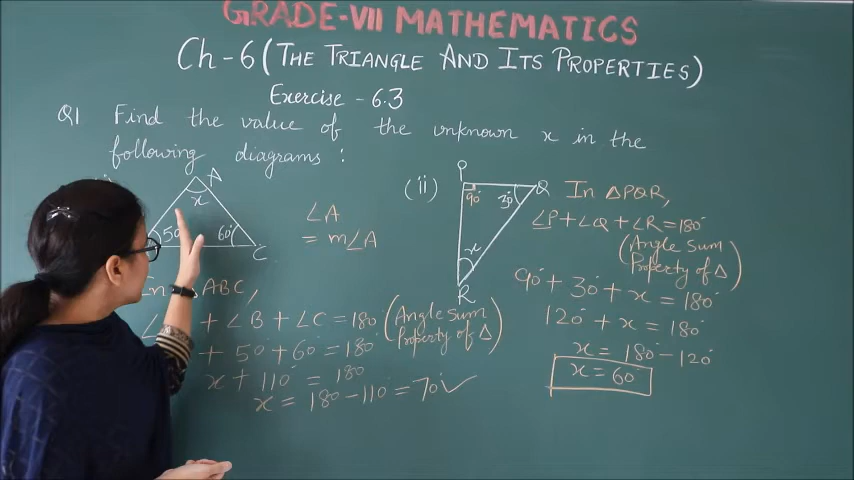 GRADE-VII MATHEMATICS
Ch-6 (THE TRIANGLE AND ITS PROPERTIES)
Exercise - 6.3
Q1 Find the value of the unknown x in the
following diagrams :
A
x
50°
60°
C
In ABC,
∠ + ∠B + ∠C = 180° (Angle sum
Property of Δ)
+ 50° + 60° = 180°
x + 110° = 180
x = 180 - 110° = 70° ✓
∠A
= m∠A
(ii)
P
90°
30°
Q
x
R
In ΔPQR,
∠P + ∠Q + ∠R = 180°
(Angle Sum
Property of Δ)
90° + 30° + x = 180°
120° + x = 180°
x = 180° - 120°
x = 60°